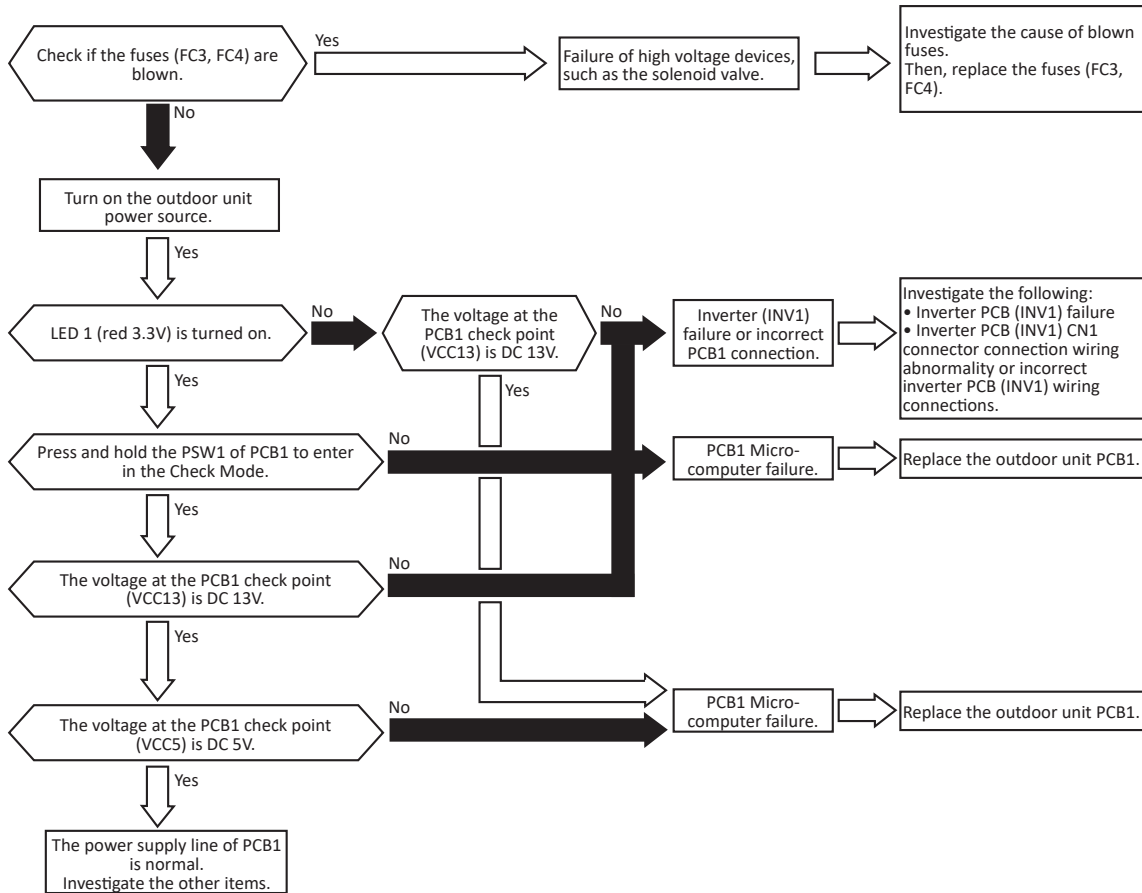 Check if the fuses (FC3, FC4) are
blown.
Yes
Failure of high voltage devices,
such as the solenoid valve.
Investigate the cause of blown
fuses.
Then, replace the fuses (FC3,
FC4).
No
Turn on the outdoor unit
power source.
Yes
LED 1 (red 3.3V) is turned on.
No
The voltage at the
PCB1 check point
(VCC13) is DC 13V.
No
Inverter (INV1)
failure or incorrect
PCB1 connection.
Investigate the following:
• Inverter PCB (INV1) failure
• Inverter PCB (INV1) CN1
connector connection wiring
abnormality or incorrect
inverter PCB (INV1) wiring
connections.
Yes
Yes
Press and hold the PSW1 of PCB1 to enter
in the Check Mode.
No
PCB1 Micro-
computer failure.
Replace the outdoor unit PCB1.
Yes
The voltage at the PCB1 check point
(VCC13) is DC 13V.
No
Yes
The voltage at the PCB1 check point
(VCC5) is DC 5V.
No
PCB1 Micro-
computer failure.
Replace the outdoor unit PCB1.
Yes
The power supply line of PCB1
is normal.
Investigate the other items.